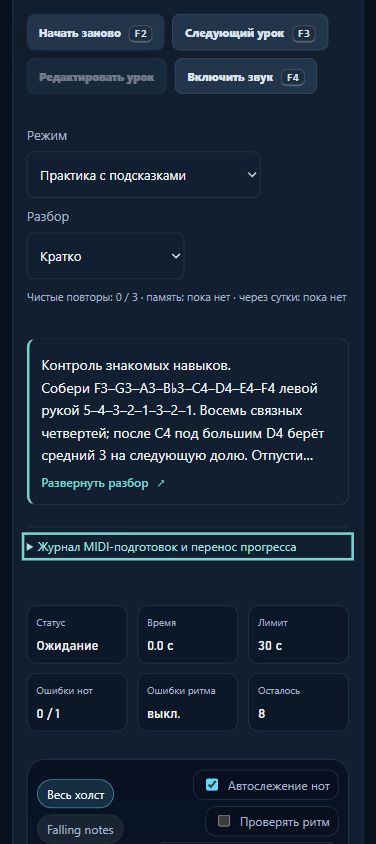 Начать заново F2 Следующий урок F3
Редактировать урок Включить звук F4
Режим
Практика с подсказками
Разбор
Кратко
Чистые повторы: 0 / 3 · память: пока нет · через сутки: пока нет
Контроль знакомых навыков.
Собери F3–G3–A3–B♭3–C4–D4–E4–F4 левой
рукой 5–4–3–2–1–3–2–1. Восемь связных
четвертей; после C4 под большим D4 берёт
средний 3 на следующую долю. Отпусти...
Развернуть разбор ↗
▶ Журнал MIDI-подготовок и перенос прогресса
Статус Время Лимит
Ожидание 0.0 с 30 с
Ошибки нот Ошибки ритма Осталось
0 / 1 выкл. 8
Весь холст Автослежение нот
Falling notes Проверять ритм